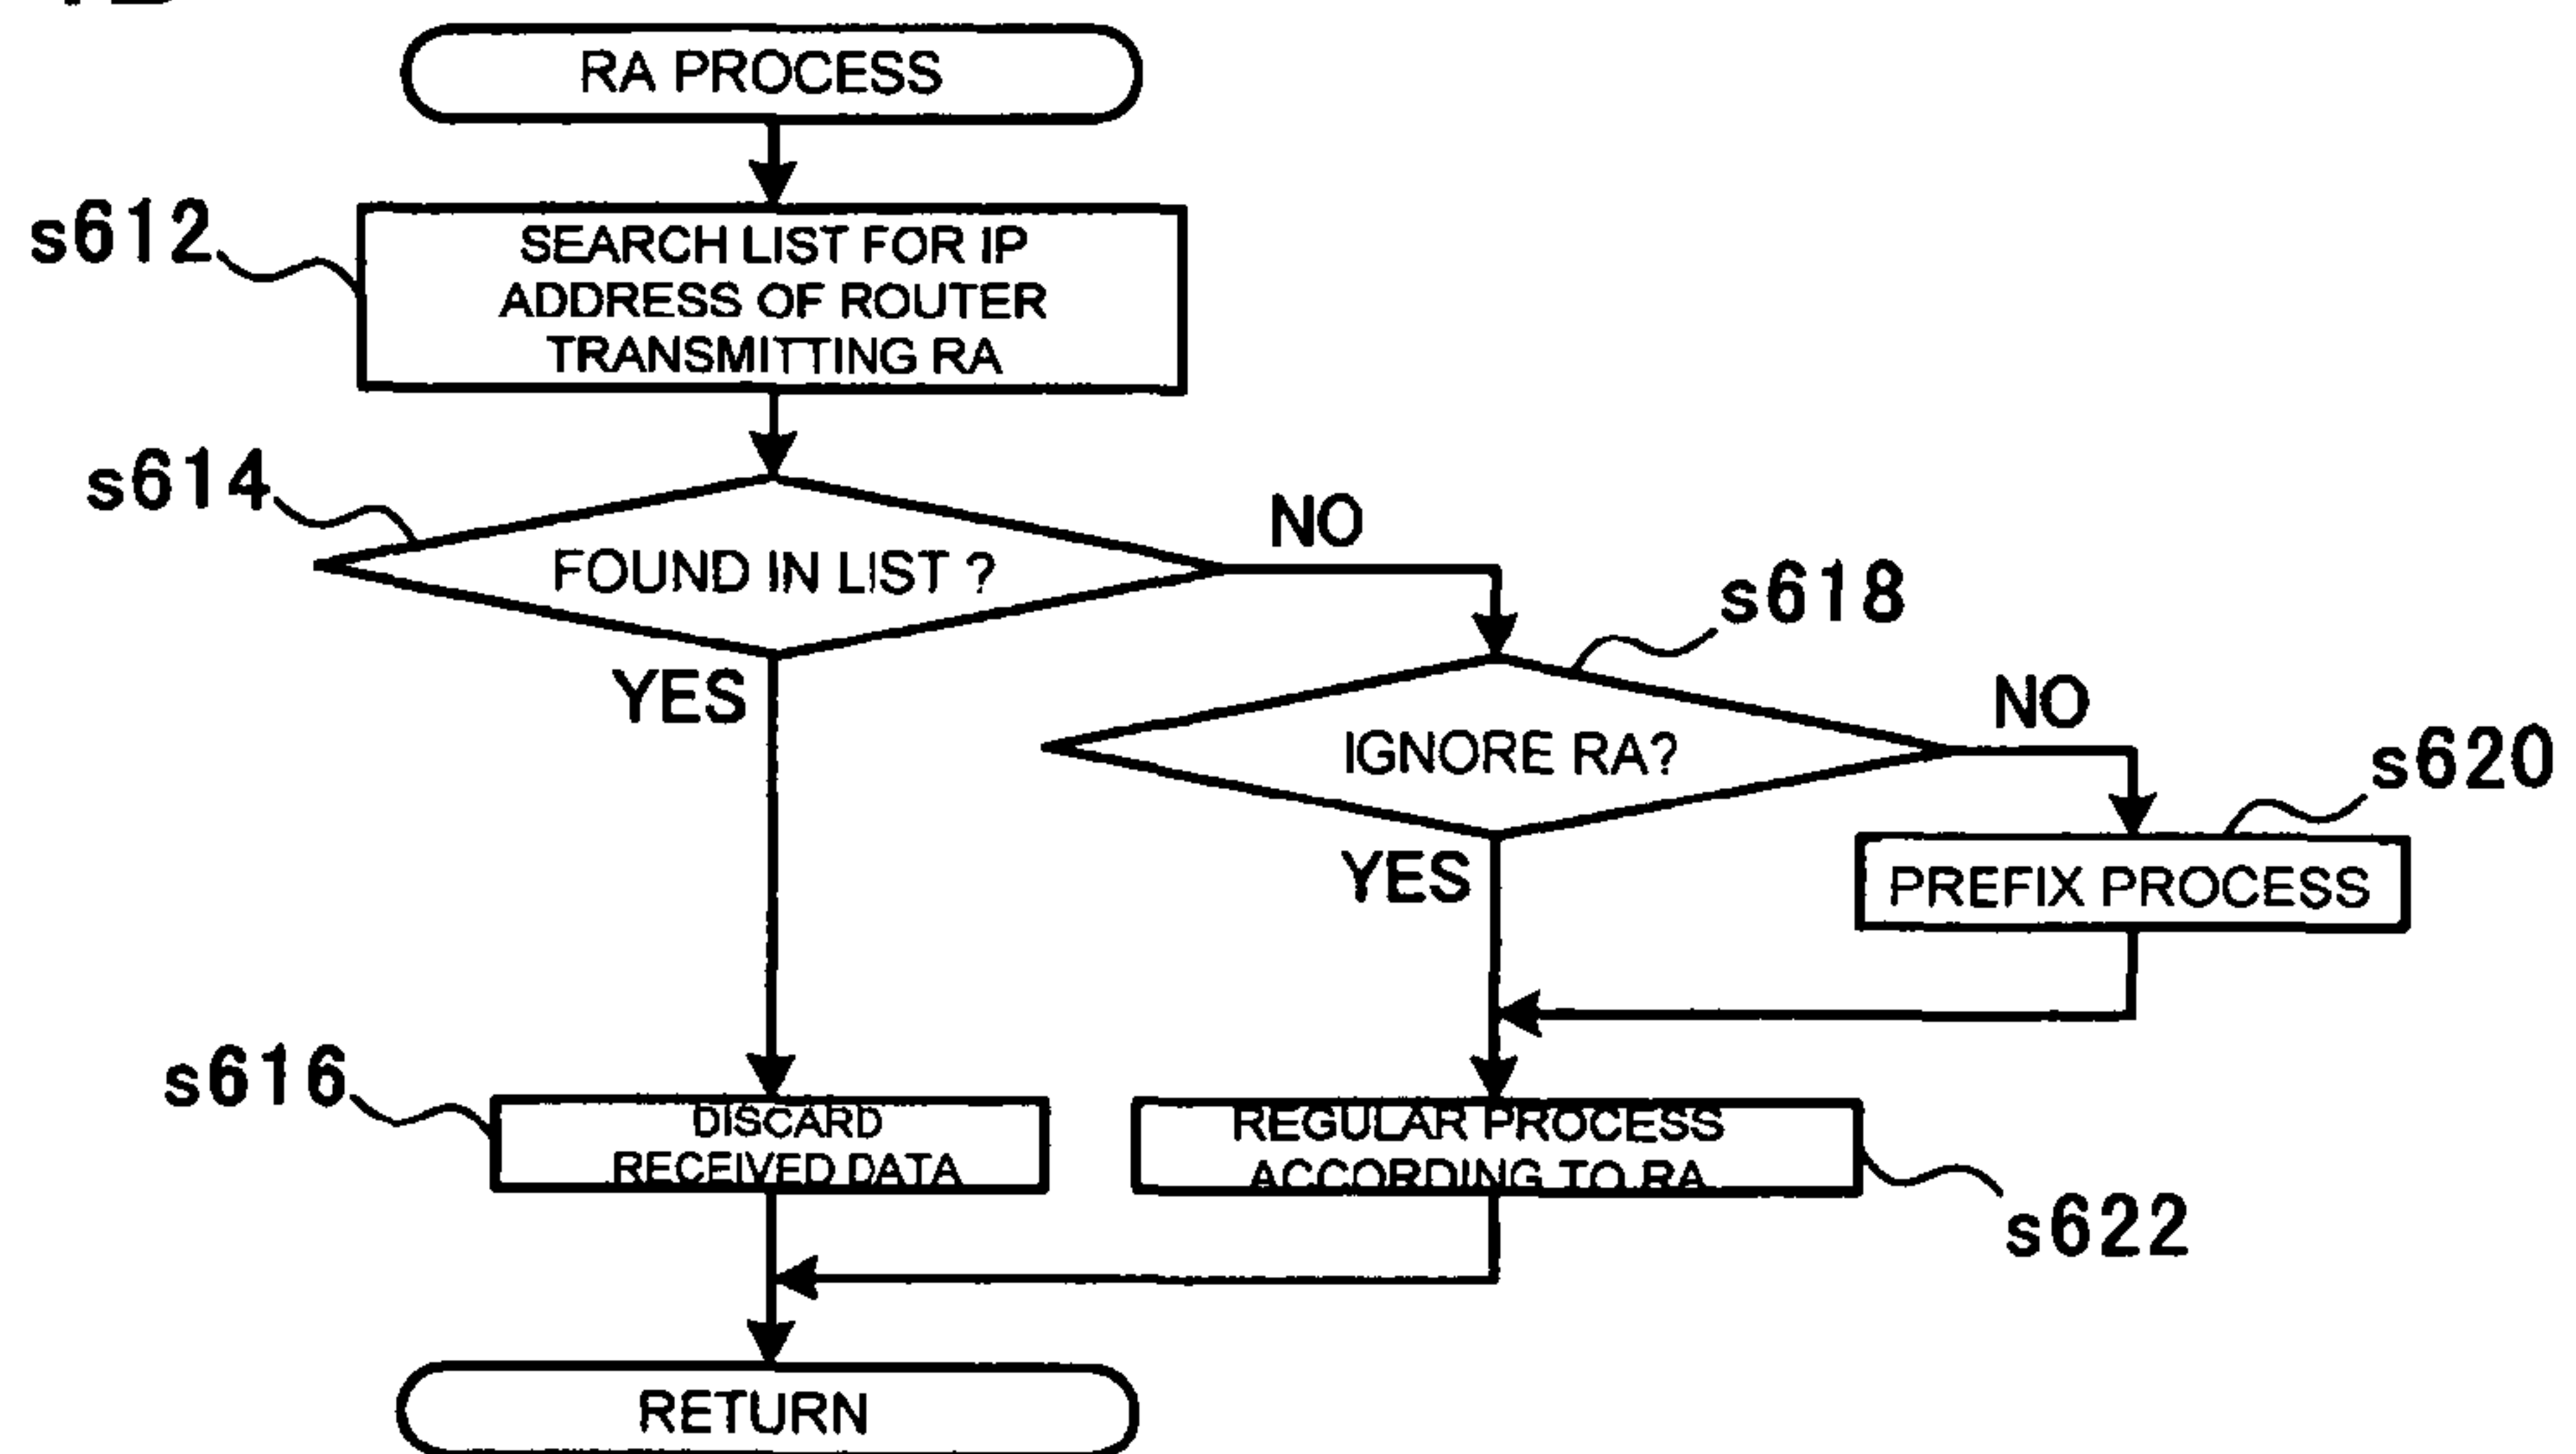 RA PROCESS
s612
SEARCH LIST FOR IP
ADDRESS OF ROUTER
TRANSMITTING RA
s614
FOUND IN LIST ?
NO
YES
s618
IGNORE RA?
NO
YES
s620
PREFIX PROCESS
s616
DISCARD
RECEIVED DATA
REGULAR PROCESS
ACCORDING TO RA
s622
RETURN